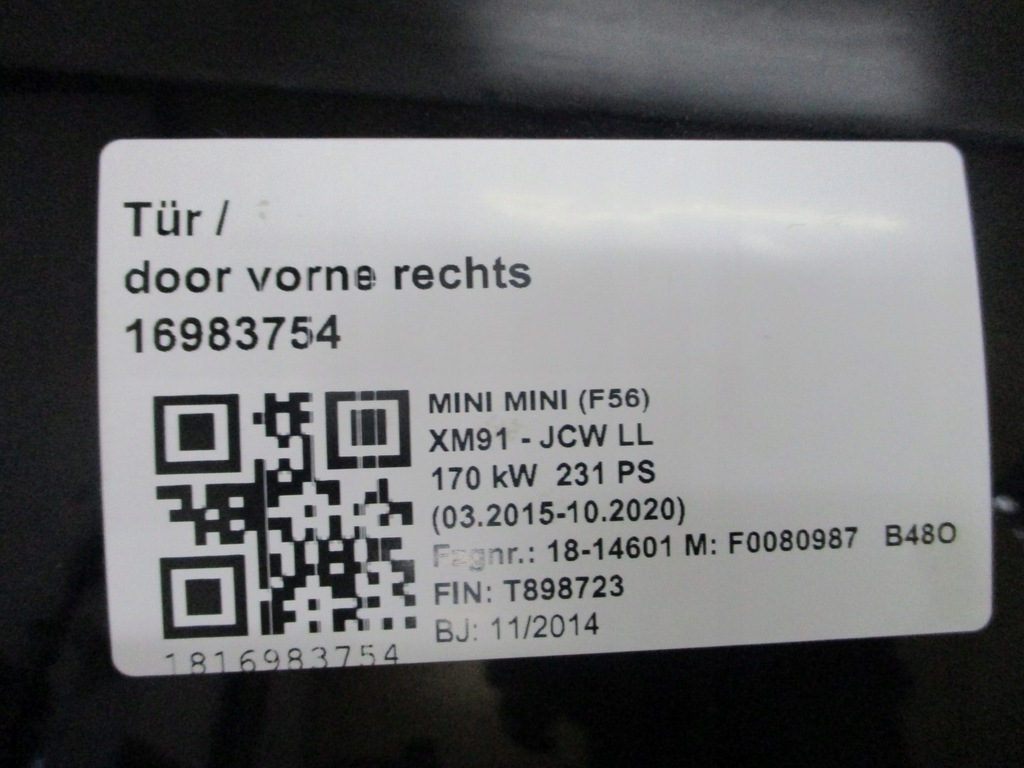 Tür /
door vorne rechts
16983754
MINI MINI (F56)
XM91 - JCW LL
170 kW 231 PS
(03.2015-10.2020)
Fzgnr.: 18-14601 M: F0080987 B48O
FIN: T898723
BJ: 11/2014
1816983754